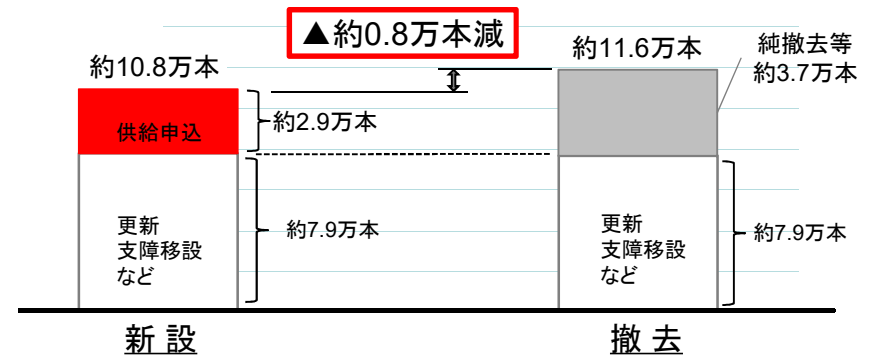 ▲約0.8万本減
約10.8万本
約11.6万本
純撤去等
約3.7万本
供給申込
約2.9万本
更新
支障移設
など
約7.9万本
更新
支障移設
など
約7.9万本
新 設
撤 去